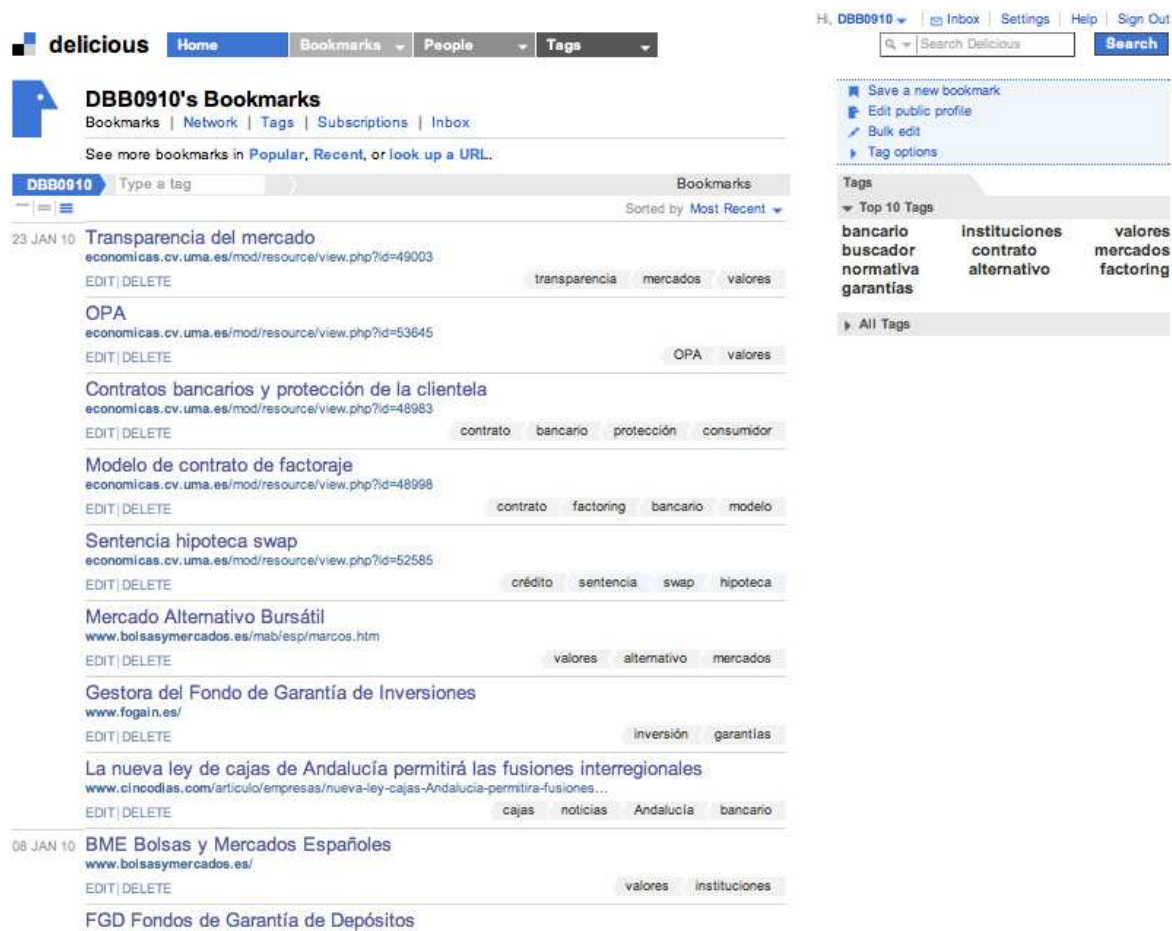 Hi, DBB0910 | Inbox | Settings | Help | Sign Out
delicious Home Bookmarks People Tags
Search Delicious Search
DBB0910's Bookmarks
Bookmarks | Network | Tags | Subscriptions | Inbox
See more bookmarks in Popular, Recent, or look up a URL.
Save a new bookmark
Edit public profile
Bulk edit
Tag options
DBB0910 Type a tag Bookmarks
Sorted by Most Recent
Tags
Top 10 Tags
bancario instituciones valores
buscador contrato mercados
normativa alternativo factoring
garantías
All Tags
23 JAN 10 Transparencia del mercado
economicas.cv.uma.es/mod/resource/view.php?id=49003
EDIT | DELETE transparencia mercados valores
OPA
economicas.cv.uma.es/mod/resource/view.php?id=53645
EDIT | DELETE OPA valores
Contratos bancarios y protección de la clientela
economicas.cv.uma.es/mod/resource/view.php?id=48983
EDIT | DELETE contrato bancario protección consumidor
Modelo de contrato de factoraje
economicas.cv.uma.es/mod/resource/view.php?id=48998
EDIT | DELETE contrato factoring bancario modelo
Sentencia hipoteca swap
economicas.cv.uma.es/mod/resource/view.php?id=52585
EDIT | DELETE crédito sentencia swap hipoteca
Mercado Alternativo Bursátil
www.bolsasymercados.es/mab/esp/marcos.htm
EDIT | DELETE valores alternativo mercados
Gestora del Fondo de Garantía de Inversiones
www.fogain.es/
EDIT | DELETE inversión garantías
La nueva ley de cajas de Andalucía permitirá las fusiones interregionales
www.cincodias.com/articulo/empresas/nueva-ley-cajas-Andalucia-permitira-fusiones...
EDIT | DELETE cajas noticias Andalucía bancario
08 JAN 10 BME Bolsas y Mercados Españoles
www.bolsasymercados.es/
EDIT | DELETE valores instituciones
FGD Fondos de Garantía de Depósitos